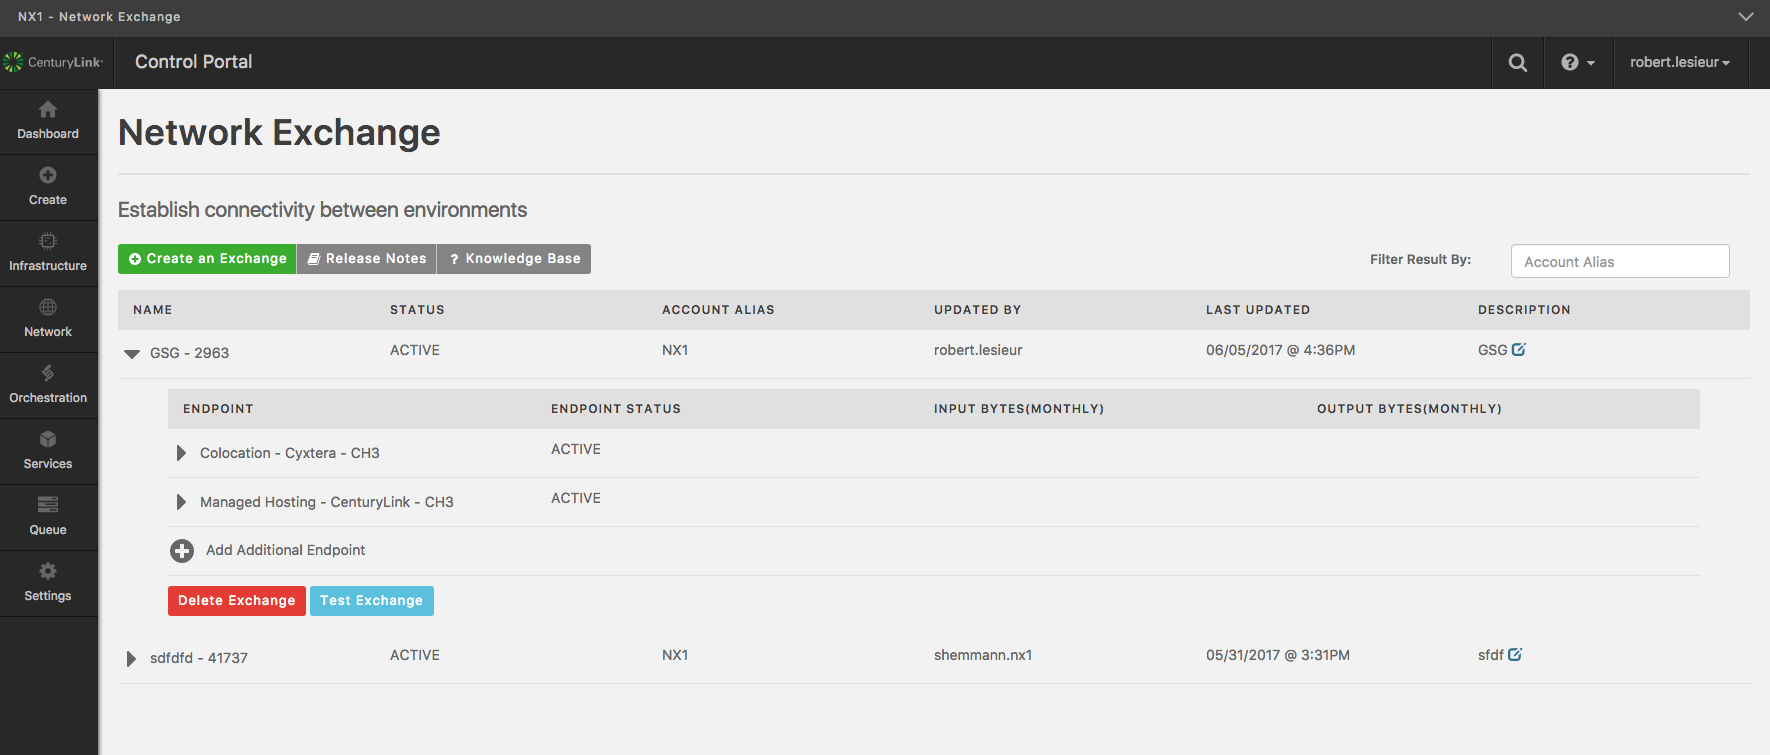 NX1 - Network Exchange
CenturyLink
Control Portal
robert.lesieur
Dashboard
Create
Infrastructure
Network
Orchestration
Services
Queue
Settings
Network Exchange
Establish connectivity between environments
Create an Exchange Release Notes ? Knowledge Base
Filter Result By: Account Alias
NAME STATUS ACCOUNT ALIAS UPDATED BY LAST UPDATED DESCRIPTION
GSG - 2963 ACTIVE NX1 robert.lesieur 06/05/2017 @ 4:36PM GSG
ENDPOINT ENDPOINT STATUS INPUT BYTES(MONTHLY) OUTPUT BYTES(MONTHLY)
Colocation - Cyxtera - CH3 ACTIVE
Managed Hosting - CenturyLink - CH3 ACTIVE
Add Additional Endpoint
Delete Exchange Test Exchange
sdfdfd - 41737 ACTIVE NX1 shemmann.nx1 05/31/2017 @ 3:31PM sfdf